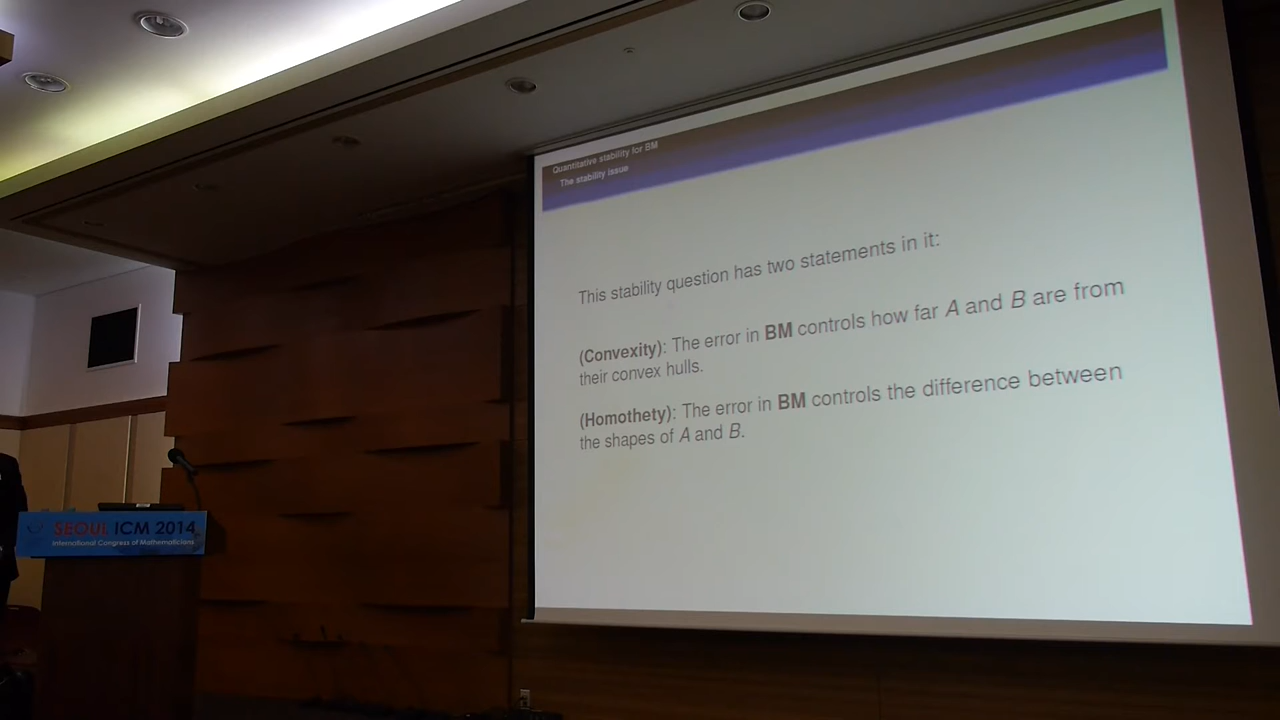 Quantitative stability for BM
The stability issue
This stability question has two statements in it:
(Convexity): The error in BM controls how far A and B are from
their convex hulls.
(Homothety): The error in BM controls the difference between
the shapes of A and B.
SEOUL ICM 2014
International Congress of Mathematicians